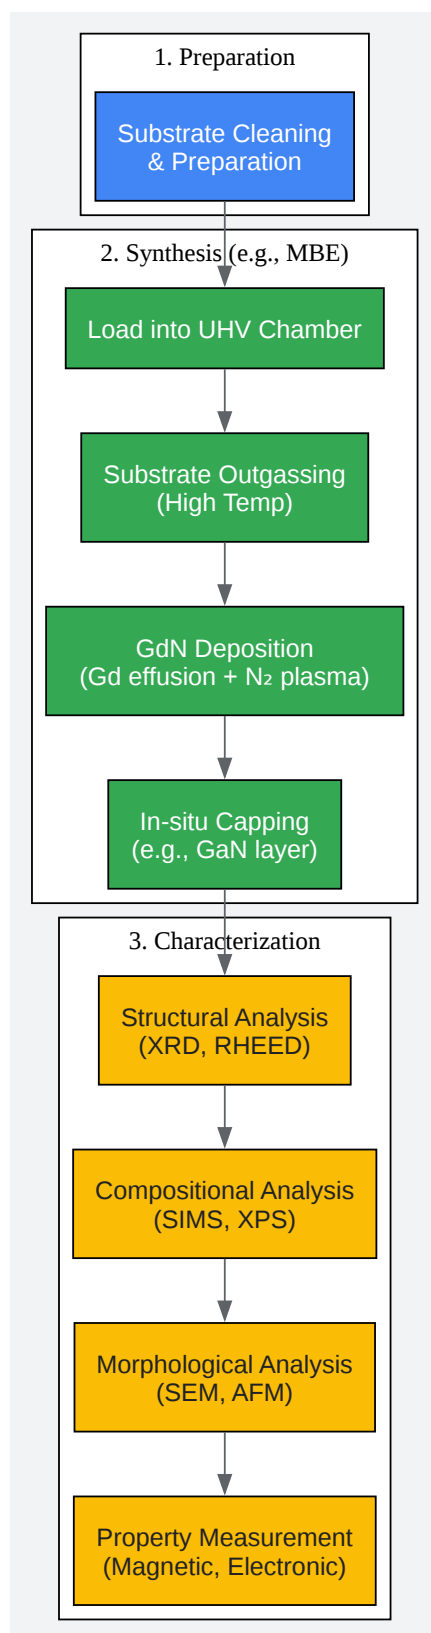 1. Preparation
Substrate Cleaning
& Preparation
2. Synthesis (e.g., MBE)
Load into UHV Chamber
Substrate Outgassing
(High Temp)
GdN Deposition
(Gd effusion + N₂ plasma)
In-situ Capping
(e.g., GaN layer)
3. Characterization
Structural Analysis
(XRD, RHEED)
Compositional Analysis
(SIMS, XPS)
Morphological Analysis
(SEM, AFM)
Property Measurement
(Magnetic, Electronic)